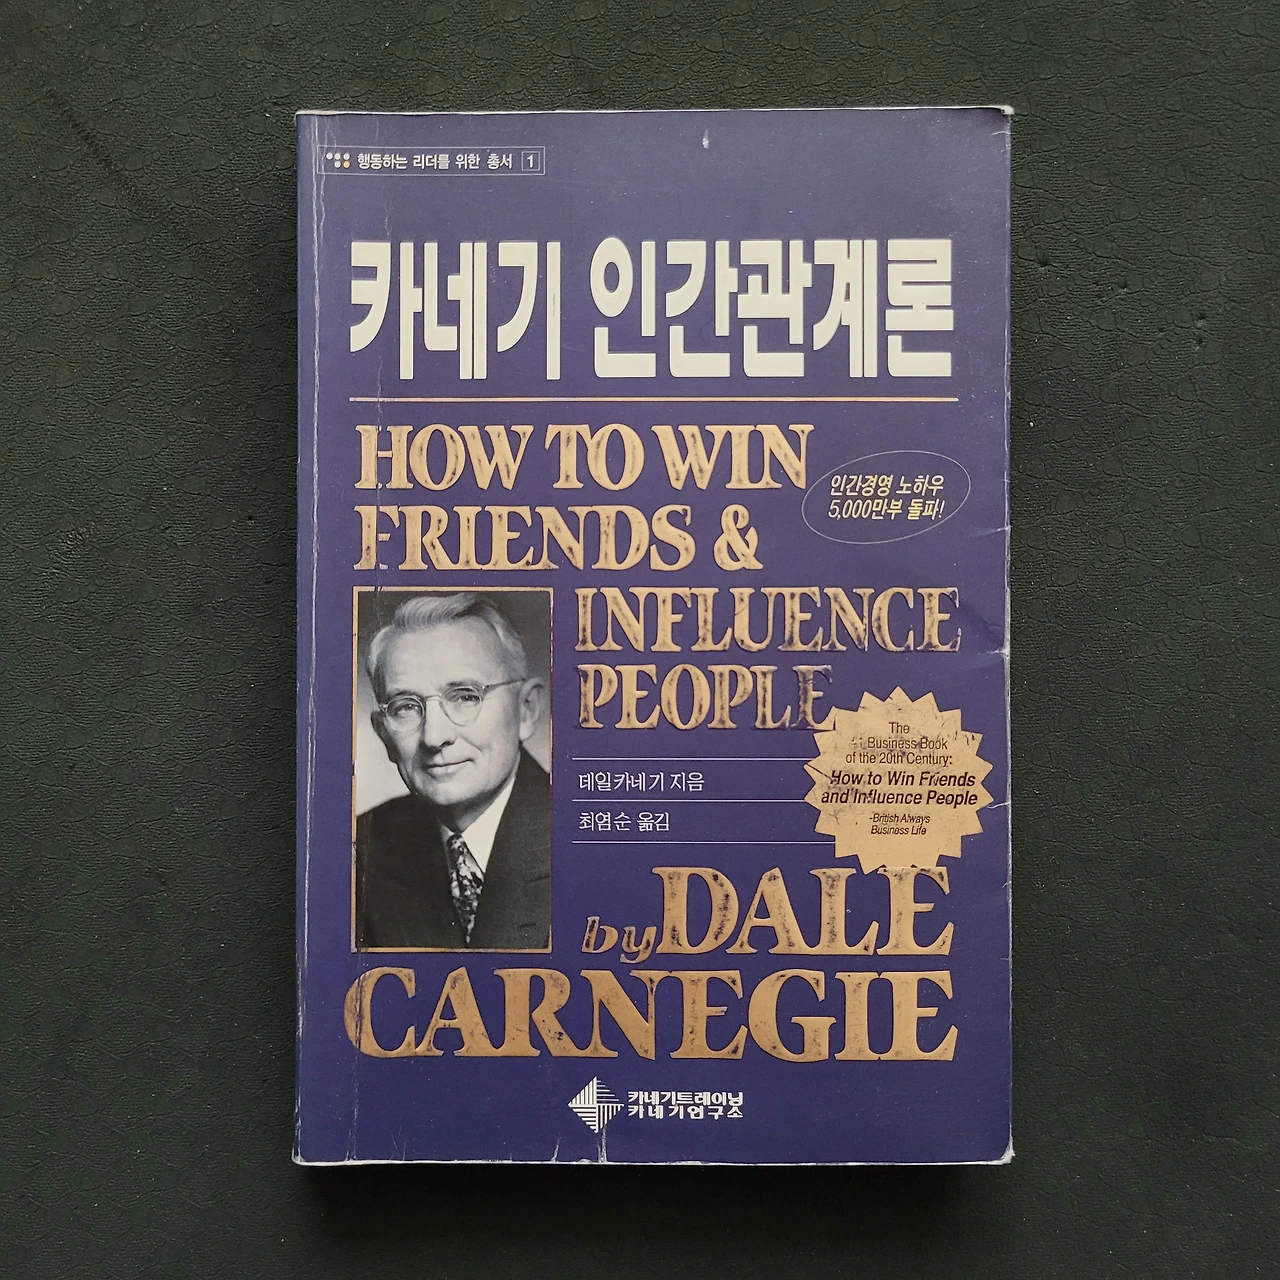 행동하는 리더를 위한 총서 1
카네기 인간관계론
HOW TO WIN
FRIENDS &
INFLUENCE
PEOPLE
인간경영 노하우
5,000만부 돌파!
데일카네기 지음
최염순 옮김
The
#1 Business Book
of the 20th Century:
How to Win Friends
and Influence People
-British Always
Business Life
by DALE
CARNEGIE
카네기트레이닝
카네기연구소